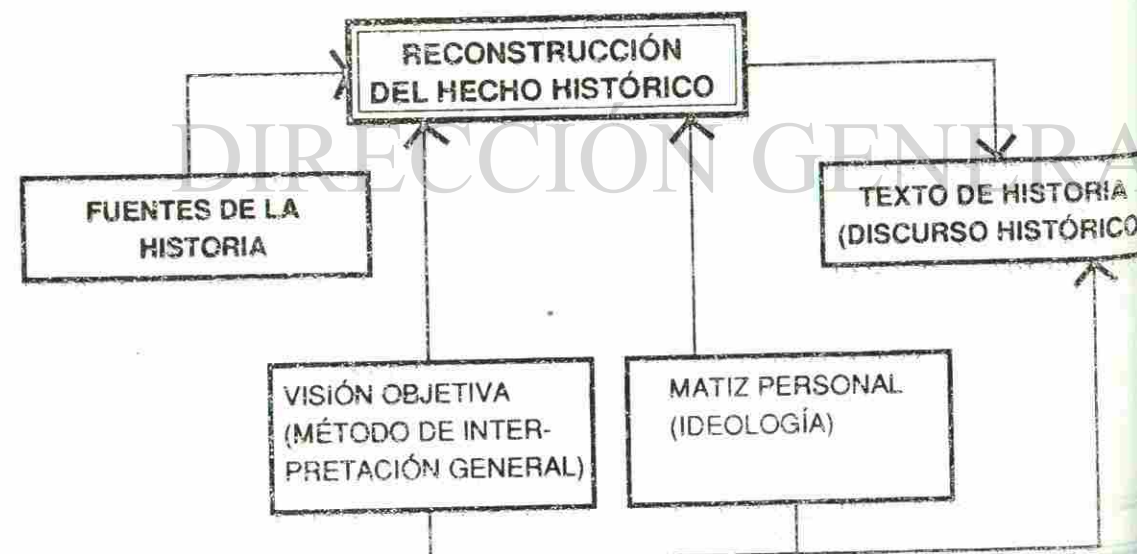 RECONSTRUCCIÓN
DEL HECHO HISTÓRICO
DIRECCIÓN GENERA
FUENTES DE LA
HISTORIA
TEXTO DE HISTORIA
(DISCURSO HISTÓRICO
VISIÓN OBJETIVA
(MÉTODO DE INTER-
PRETACIÓN GENERAL)
MATIZ PERSONAL
(IDEOLOGÍA)